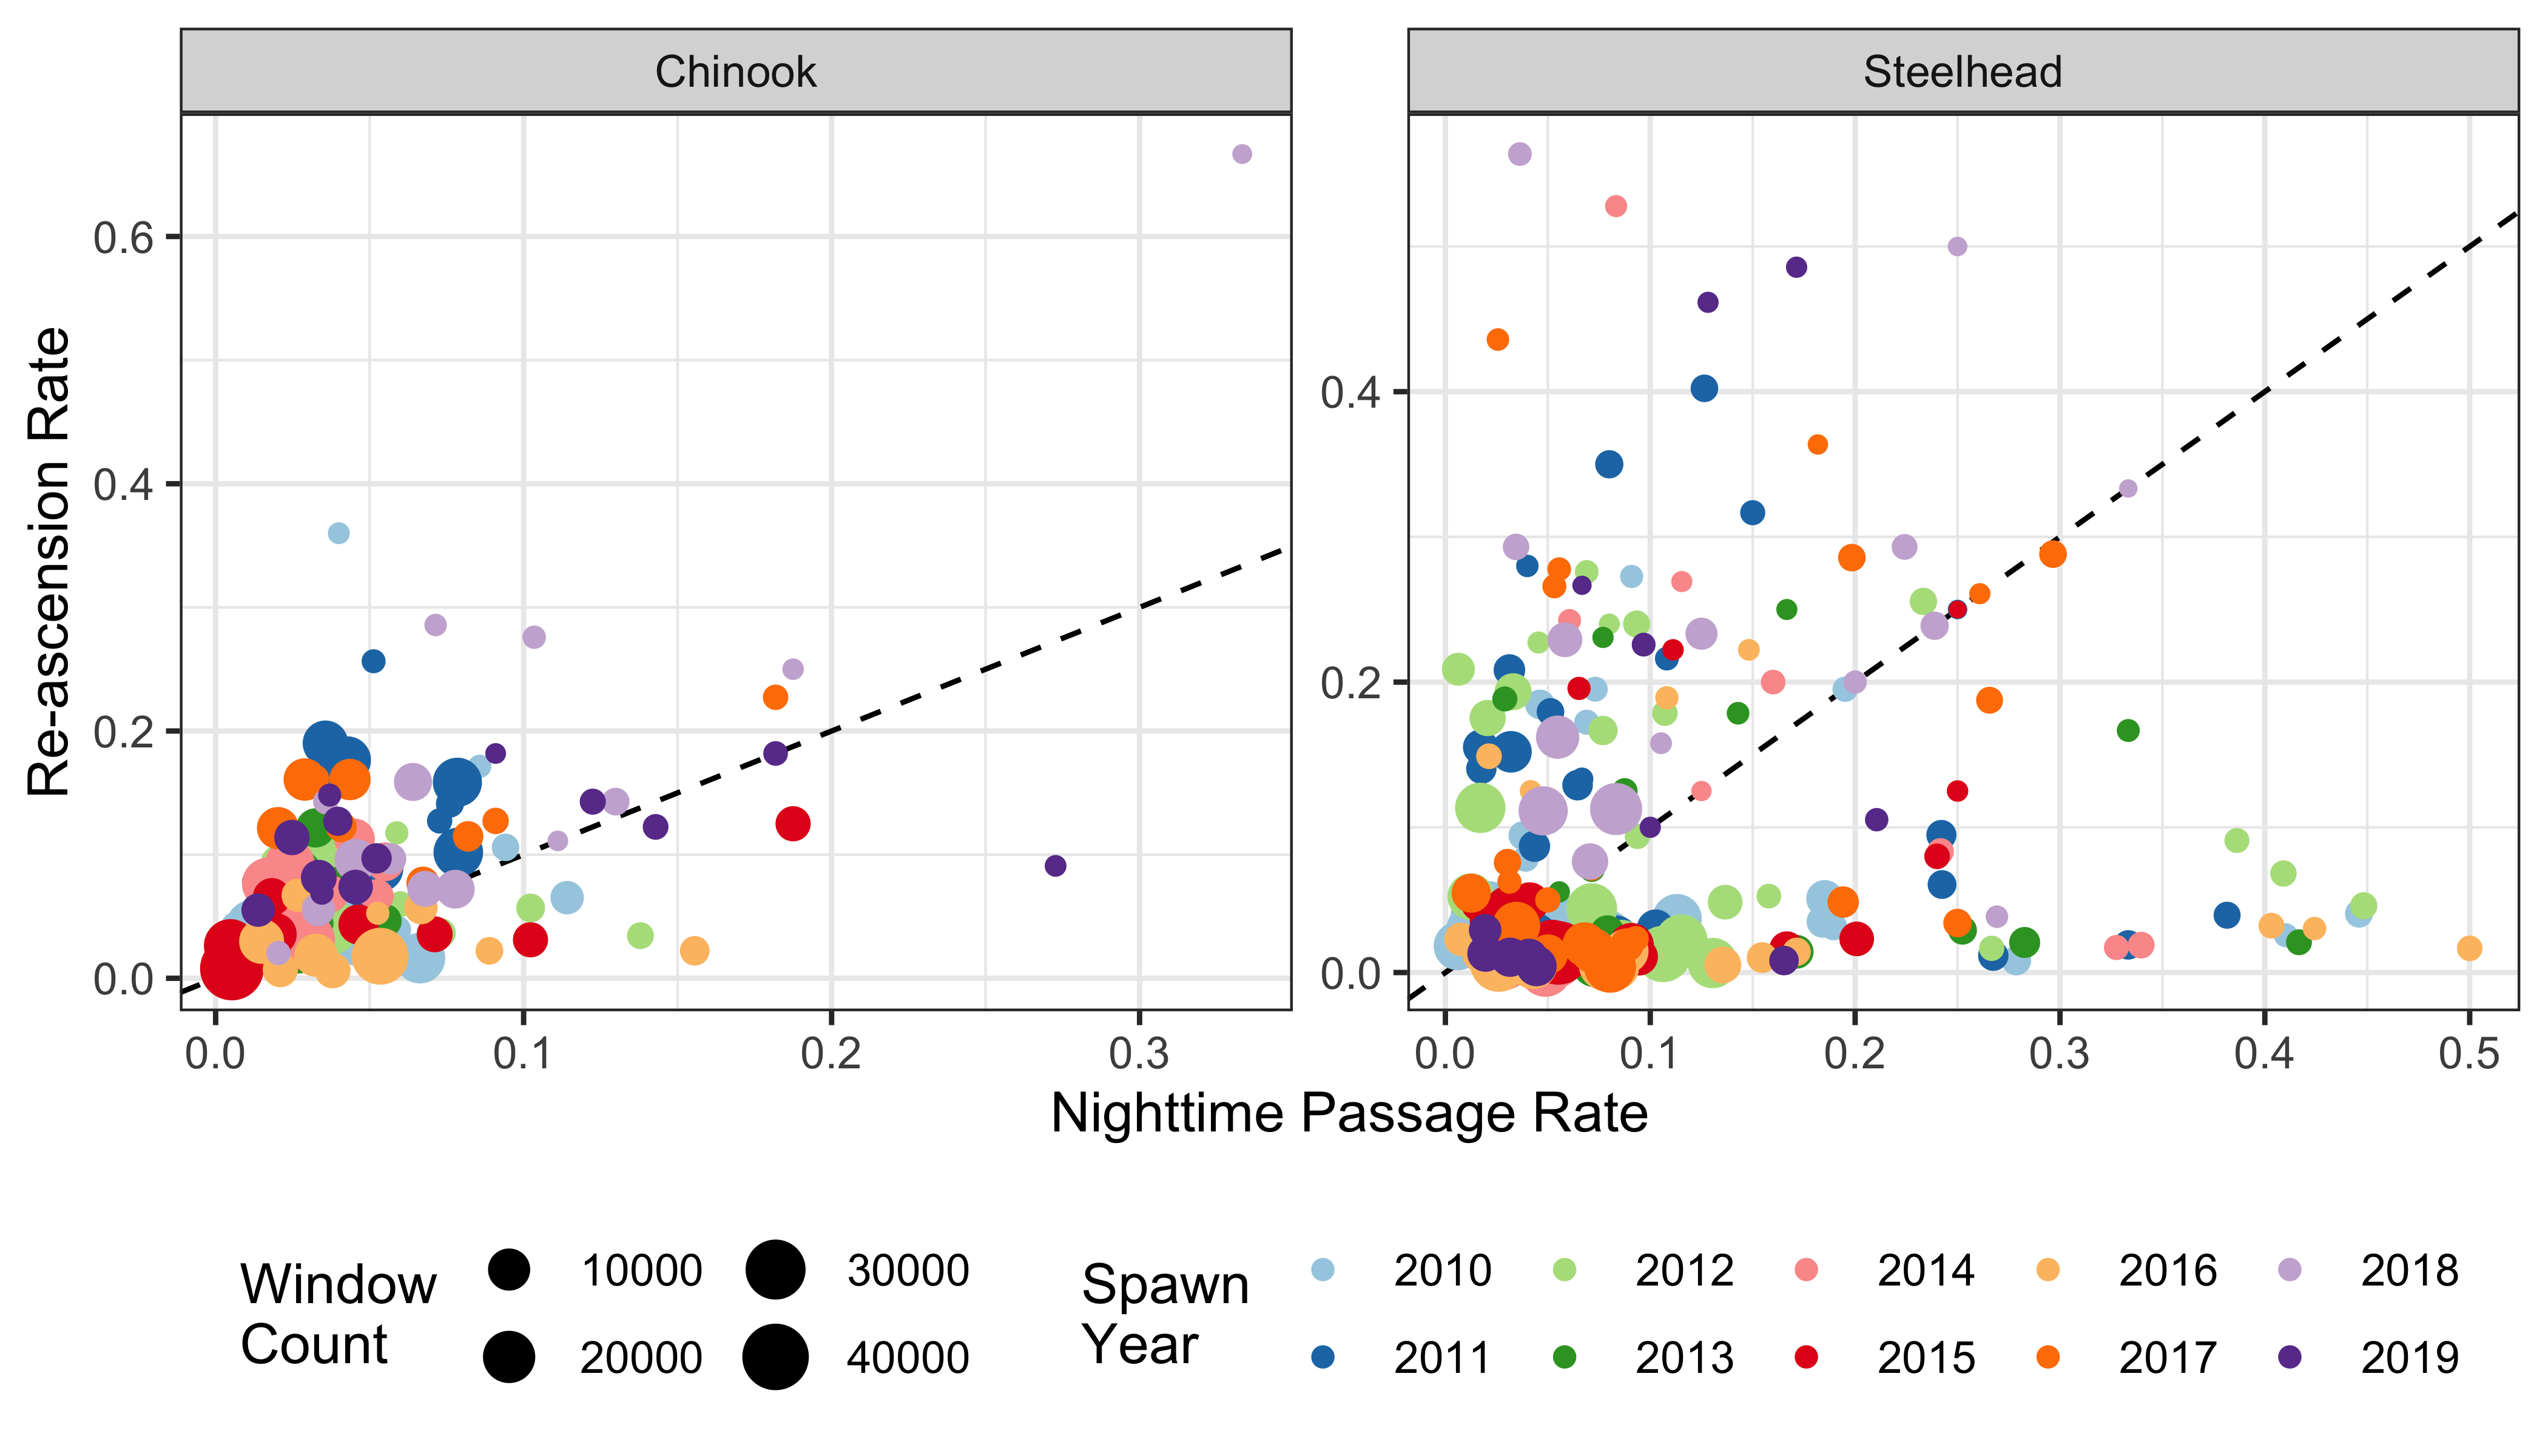 Chinook
Steelhead
Re-ascension Rate
0.6
0.4
0.2
0.0
0.4
0.2
0.0
0.0 0.1 0.2 0.3
0.0 0.1 0.2 0.3 0.4 0.5
Nighttime Passage Rate
Window
Count
10000 30000
20000 40000
Spawn
Year
2010 2012 2014 2016 2018
2011 2013 2015 2017 2019